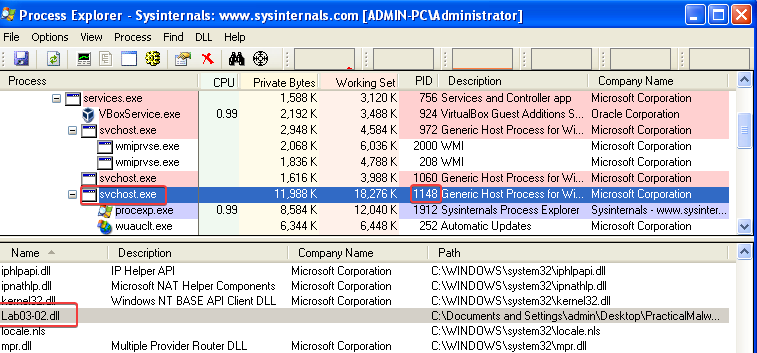 Process Explorer - Sysinternals: www.sysinternals.com [ADMIN-PC\Administrator]
File Options View Process Find DLL Users Help
Process CPU Private Bytes Working Set PID Description Company Name
services.exe 1,588 K 3,120 K 756 Services and Controller app Microsoft Corporation
VBoxService.exe 0.99 2,192 K 3,488 K 924 VirtualBox Guest Additions S... Oracle Corporation
svchost.exe 2,948 K 4,584 K 972 Generic Host Process for Wi... Microsoft Corporation
wmiprvse.exe 2,068 K 6,036 K 2000 WMI Microsoft Corporation
wmiprvse.exe 1,836 K 4,788 K 208 WMI Microsoft Corporation
svchost.exe 1,616 K 3,988 K 1060 Generic Host Process for Wi... Microsoft Corporation
svchost.exe 11,988 K 18,276 K 1148 Generic Host Process for Wi... Microsoft Corporation
procexp.exe 0.99 8,584 K 12,040 K 1912 Sysinternals Process Explorer Sysinternals - www.sysinter...
wuauclt.exe 6,344 K 6,448 K 252 Automatic Updates Microsoft Corporation
Name Description Company Name Path
iphlpapi.dll IP Helper API Microsoft Corporation C:\WINDOWS\system32\iphlpapi.dll
ipnathlp.dll Microsoft NAT Helper Components Microsoft Corporation C:\WINDOWS\system32\ipnathlp.dll
kernel32.dll Windows NT BASE API Client DLL Microsoft Corporation C:\WINDOWS\system32\kernel32.dll
Lab03-02.dll C:\Documents and Settings\admin\Desktop\PracticalMalw...
locale.nls C:\WINDOWS\system32\locale.nls
mpr.dll Multiple Provider Router DLL Microsoft Corporation C:\WINDOWS\system32\mpr.dll